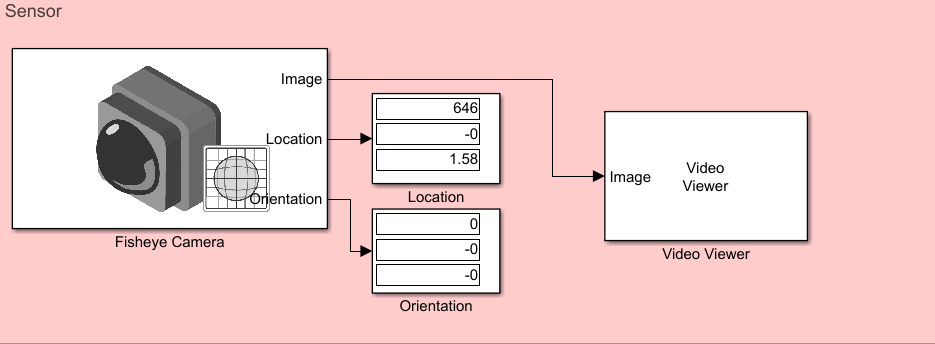 Sensor
Image
Location
Orientation
Fisheye Camera
646
-0
1.58
Location
0
-0
-0
Orientation
Image
Video
Viewer
Video Viewer